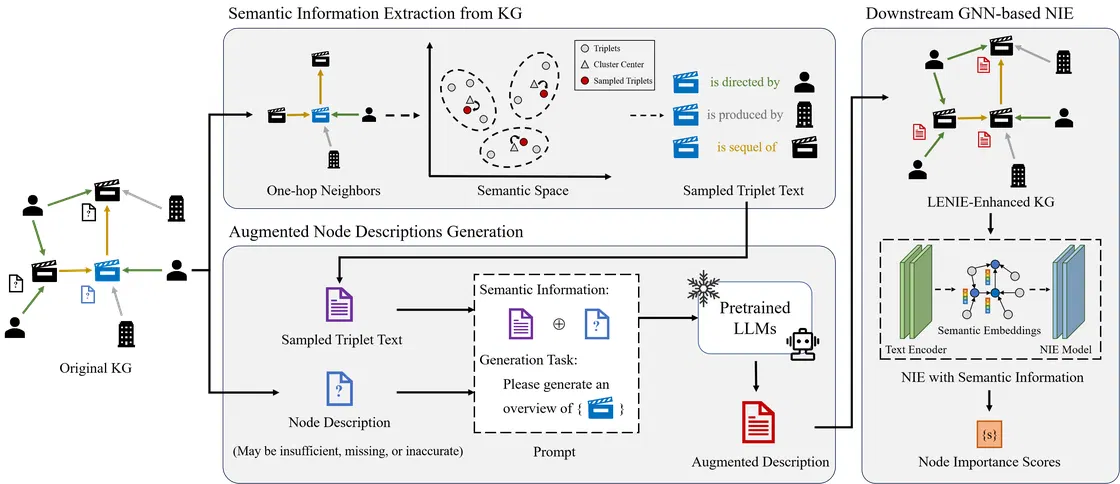 Semantic Information Extraction from KG
Downstream GNN-based NIE
Triplets
Cluster Center
Sampled Triplets
is directed by
is produced by
is sequel of
One-hop Neighbors
Semantic Space
Sampled Triplet Text
?
?
?
Original KG
Augmented Node Descriptions Generation
Sampled Triplet Text
?
Node Description
(May be insufficient, missing, or inaccurate)
Semantic Information:
⊕
?
Generation Task:
Please generate an
overview of { }
Prompt
Pretrained
LLMs
Augmented Description
LENIE-Enhanced KG
Semantic Embeddings
Text Encoder
NIE Model
NIE with Semantic Information
{s}
Node Importance Scores